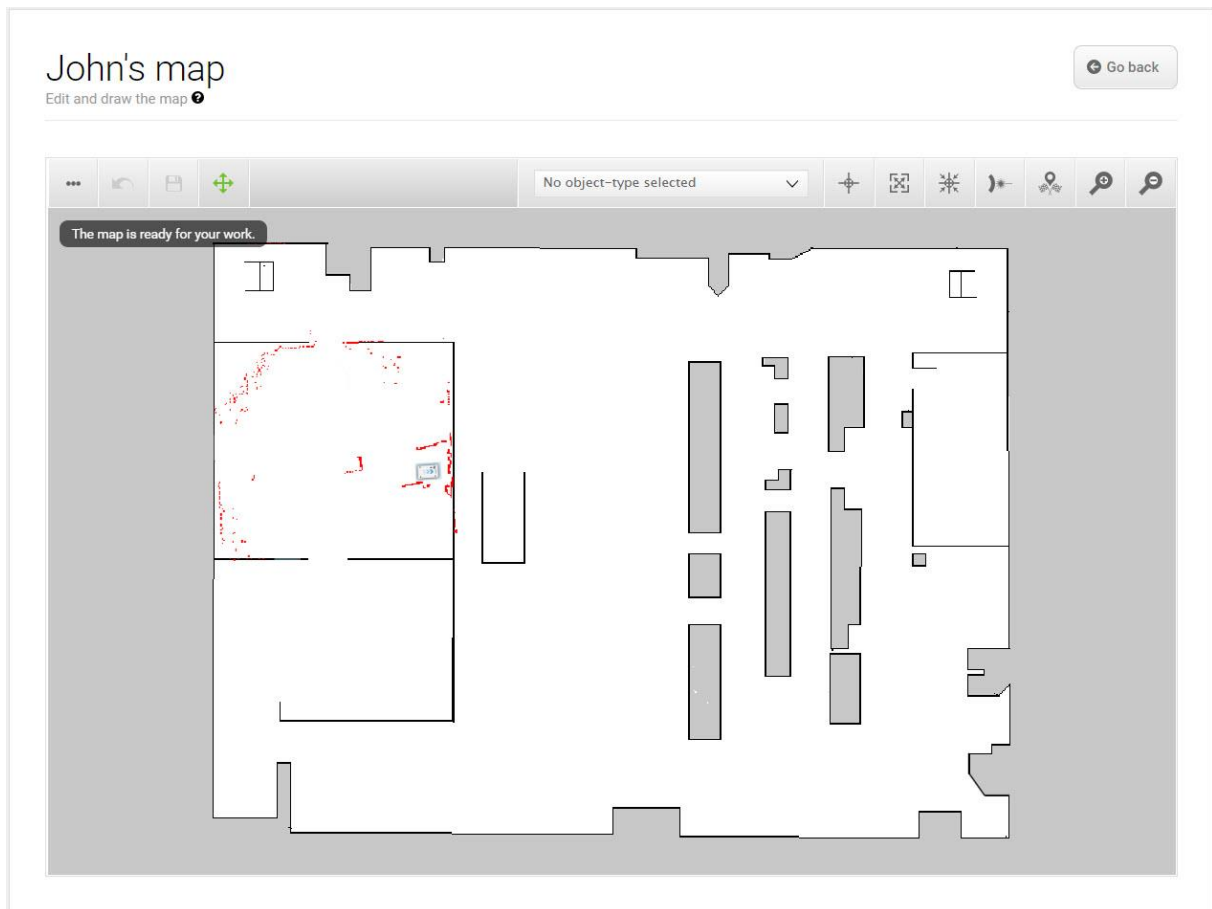 John's map
Go back
Edit and draw the map
No object-type selected
The map is ready for your work.